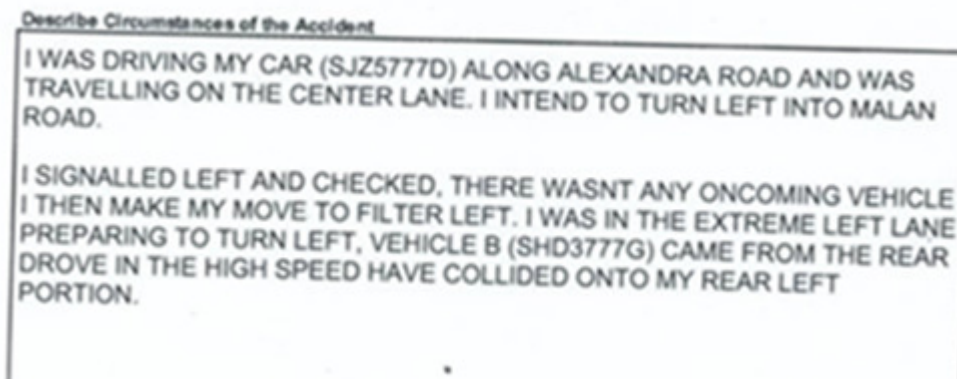 Describe Circumstances of the Accident
I WAS DRIVING MY CAR (SJZ5777D) ALONG ALEXANDRA ROAD AND WAS
TRAVELLING ON THE CENTER LANE. I INTEND TO TURN LEFT INTO MALAN
ROAD.
I SIGNALLED LEFT AND CHECKED, THERE WASNT ANY ONCOMING VEHICLE
I THEN MAKE MY MOVE TO FILTER LEFT. I WAS IN THE EXTREME LEFT LANE
PREPARING TO TURN LEFT, VEHICLE B (SHD3777G) CAME FROM THE REAR
DROVE IN THE HIGH SPEED HAVE COLLIDED ONTO MY REAR LEFT
PORTION.